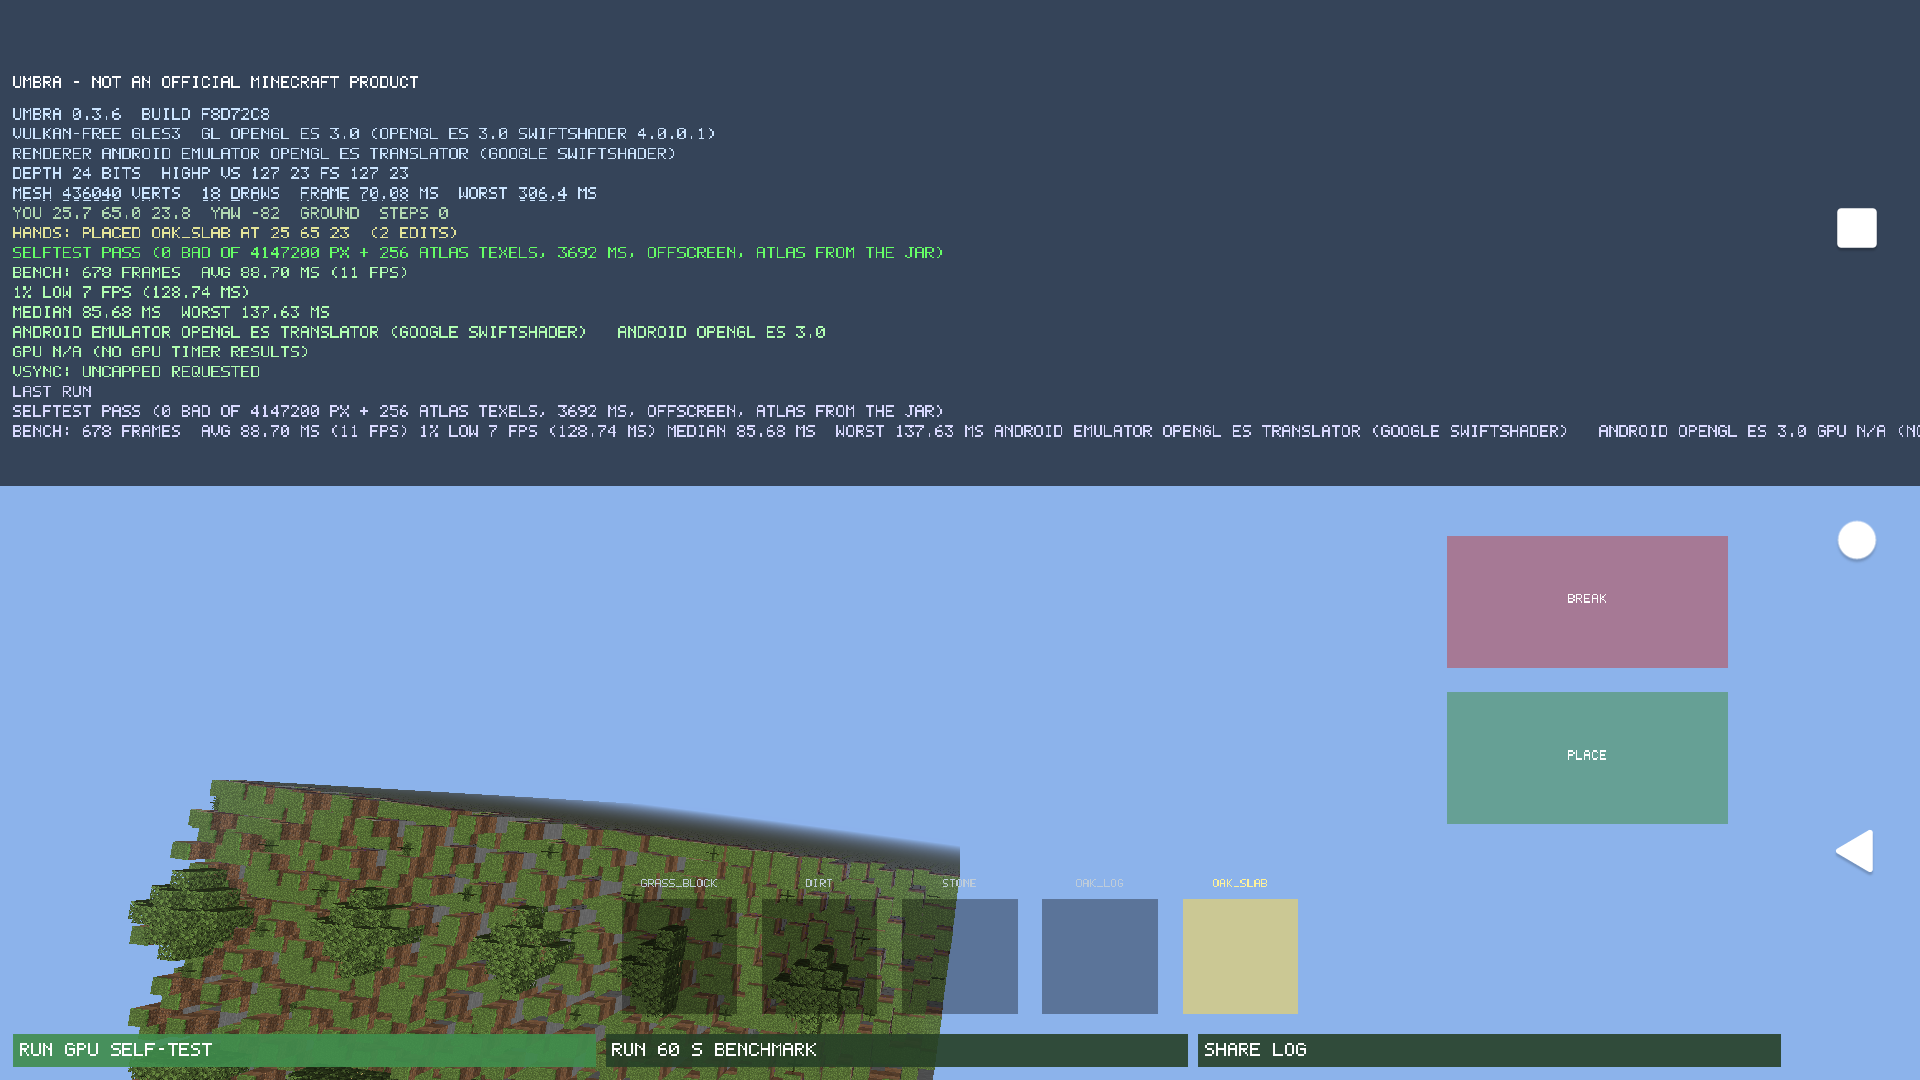 UMBRA - NOT AN OFFICIAL MINECRAFT PRODUCT
UMBRA 0.3.6  BUILD F8D72C8
VULKAN-FREE GLES3  GL OPENGL ES 3.0 (OPENGL ES 3.0 SWIFTSHADER 4.0.0.1)
RENDERER ANDROID EMULATOR OPENGL ES TRANSLATOR (GOOGLE SWIFTSHADER)
DEPTH 24 BITS  HIGHP VS 127 23 FS 127 23
MESH 436040 VERTS  18 DRAWS  FRAME 70.08 MS  WORST 306.4 MS
YOU 25.7 65.0 23.8  YAW -82  GROUND  STEPS 0
HANDS: PLACED OAK_SLAB AT 25 65 23  (2 EDITS)
SELFTEST PASS (0 BAD OF 4147200 PX + 256 ATLAS TEXELS, 3692 MS, OFFSCREEN, ATLAS FROM THE JAR)
BENCH: 678 FRAMES  AVG 88.70 MS (11 FPS)
1% LOW 7 FPS (128.74 MS)
MEDIAN 85.68 MS  WORST 137.63 MS
ANDROID EMULATOR OPENGL ES TRANSLATOR (GOOGLE SWIFTSHADER)   ANDROID OPENGL ES 3.0
GPU N/A (NO GPU TIMER RESULTS)
VSYNC: UNCAPPED REQUESTED
LAST RUN
SELFTEST PASS (0 BAD OF 4147200 PX + 256 ATLAS TEXELS, 3692 MS, OFFSCREEN, ATLAS FROM THE JAR)
BENCH: 678 FRAMES  AVG 88.70 MS (11 FPS) 1% LOW 7 FPS (128.74 MS) MEDIAN 85.68 MS  WORST 137.63 MS ANDROID EMULATOR OPENGL ES TRANSLATOR (GOOGLE SWIFTSHADER)   ANDROID OPENGL ES 3.0 GPU N/A (NO
BREAK
PLACE
GRASS_BLOCK DIRT STONE OAK_LOG OAK_SLAB
RUN GPU SELF-TEST
RUN 60 S BENCHMARK
SHARE LOG